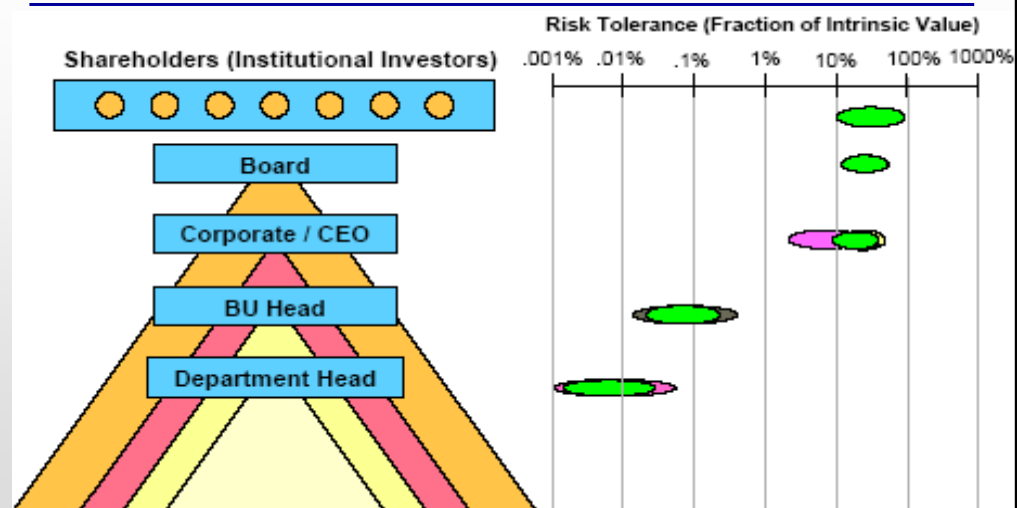 Risk Tolerance (Fraction of Intrinsic Value)
Shareholders (Institutional Investors)
.001% .01% .1% 1% 10% 100% 1000%
Board
Corporate / CEO
BU Head
Department Head